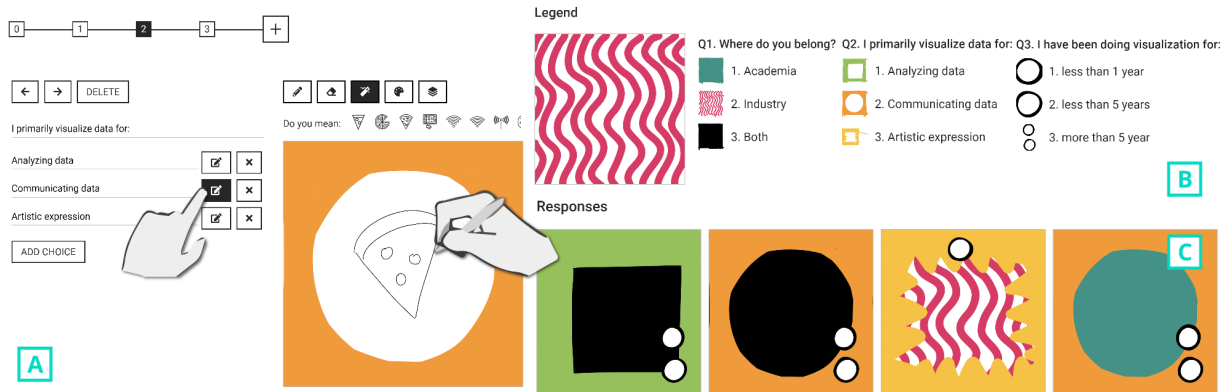 0 1 2 3 +
DELETE
I primarily visualize data for:
Analyzing data
Communicating data
Artistic expression
ADD CHOICE
A
Do you mean:
Legend
Q1. Where do you belong?
1. Academia
2. Industry
3. Both
Q2. I primarily visualize data for:
1. Analyzing data
2. Communicating data
3. Artistic expression
Q3. I have been doing visualization for:
1. less than 1 year
2. less than 5 years
3. more than 5 year
B
Responses
C